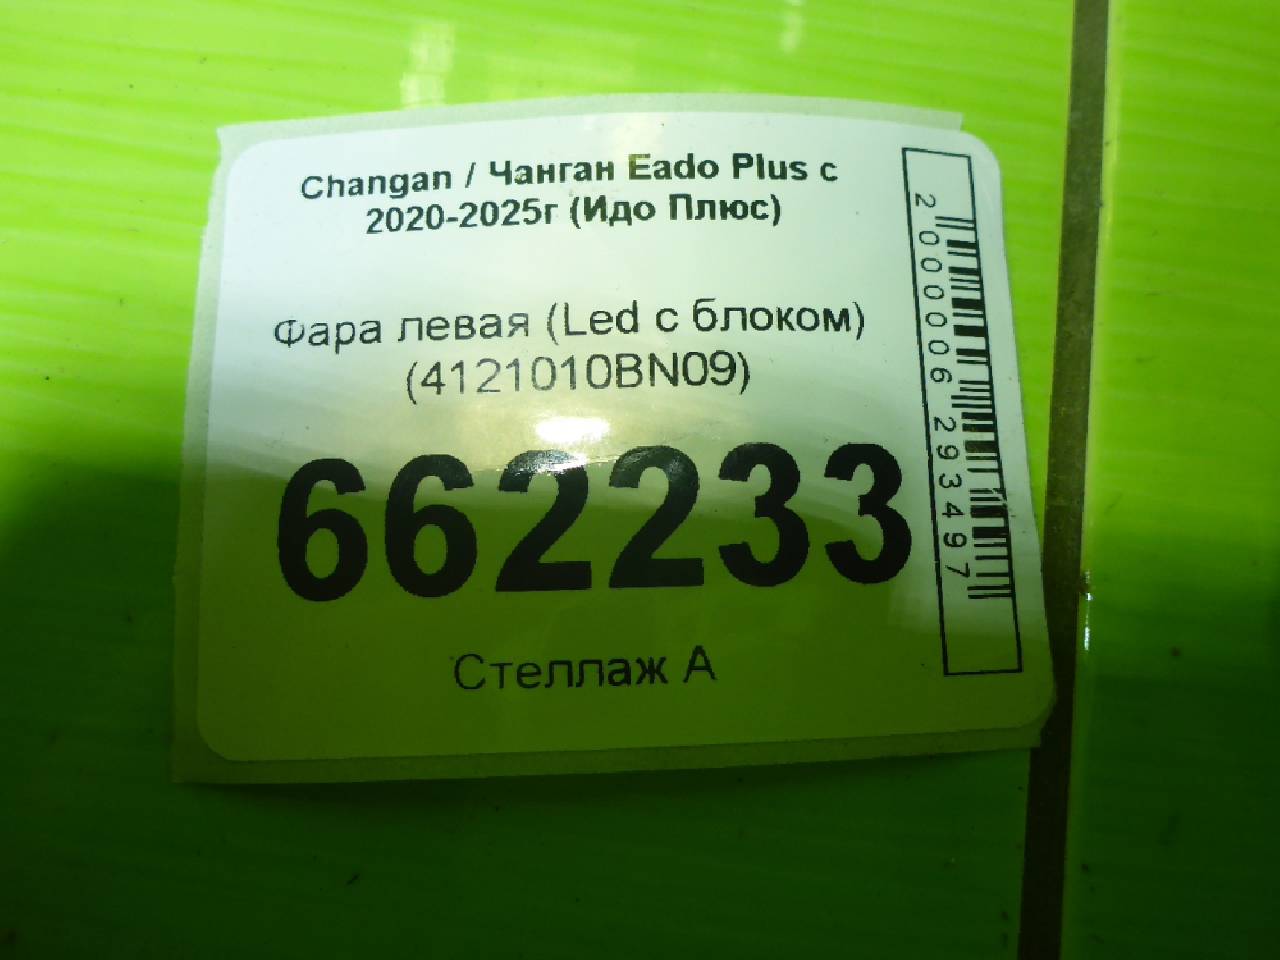 Changan / Чанган Eado Plus с
2020-2025г (Идо Плюс)
Фара левая (Led с блоком)
(4121010BN09)
662233
Стеллаж А
2000006293497